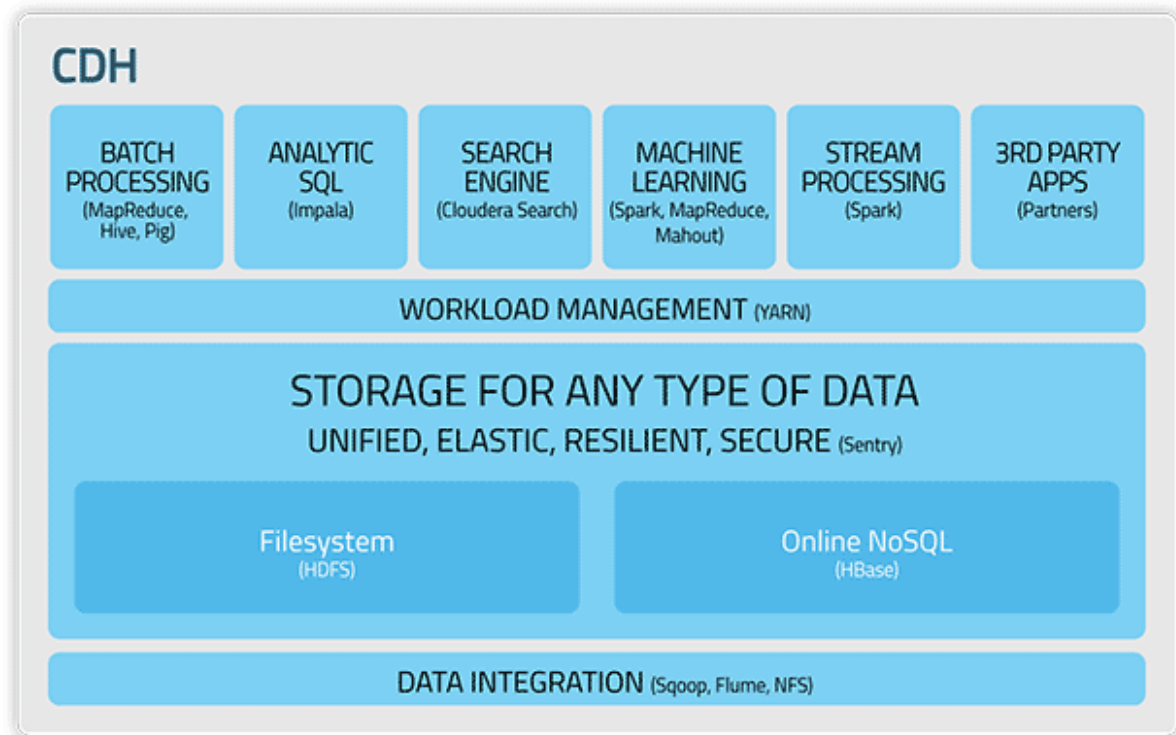 CDH
BATCH
PROCESSING
(MapReduce,
Hive, Pig)
ANALYTIC
SQL
(Impala)
SEARCH
ENGINE
(Cloudera Search)
MACHINE
LEARNING
(Spark, MapReduce,
Mahout)
STREAM
PROCESSING
(Spark)
3RD PARTY
APPS
(Partners)
WORKLOAD MANAGEMENT (YARN)
STORAGE FOR ANY TYPE OF DATA
UNIFIED, ELASTIC, RESILIENT, SECURE (Sentry)
Filesystem
(HDFS)
Online NoSQL
(HBase)
DATA INTEGRATION (Sqoop, Flume, NFS)